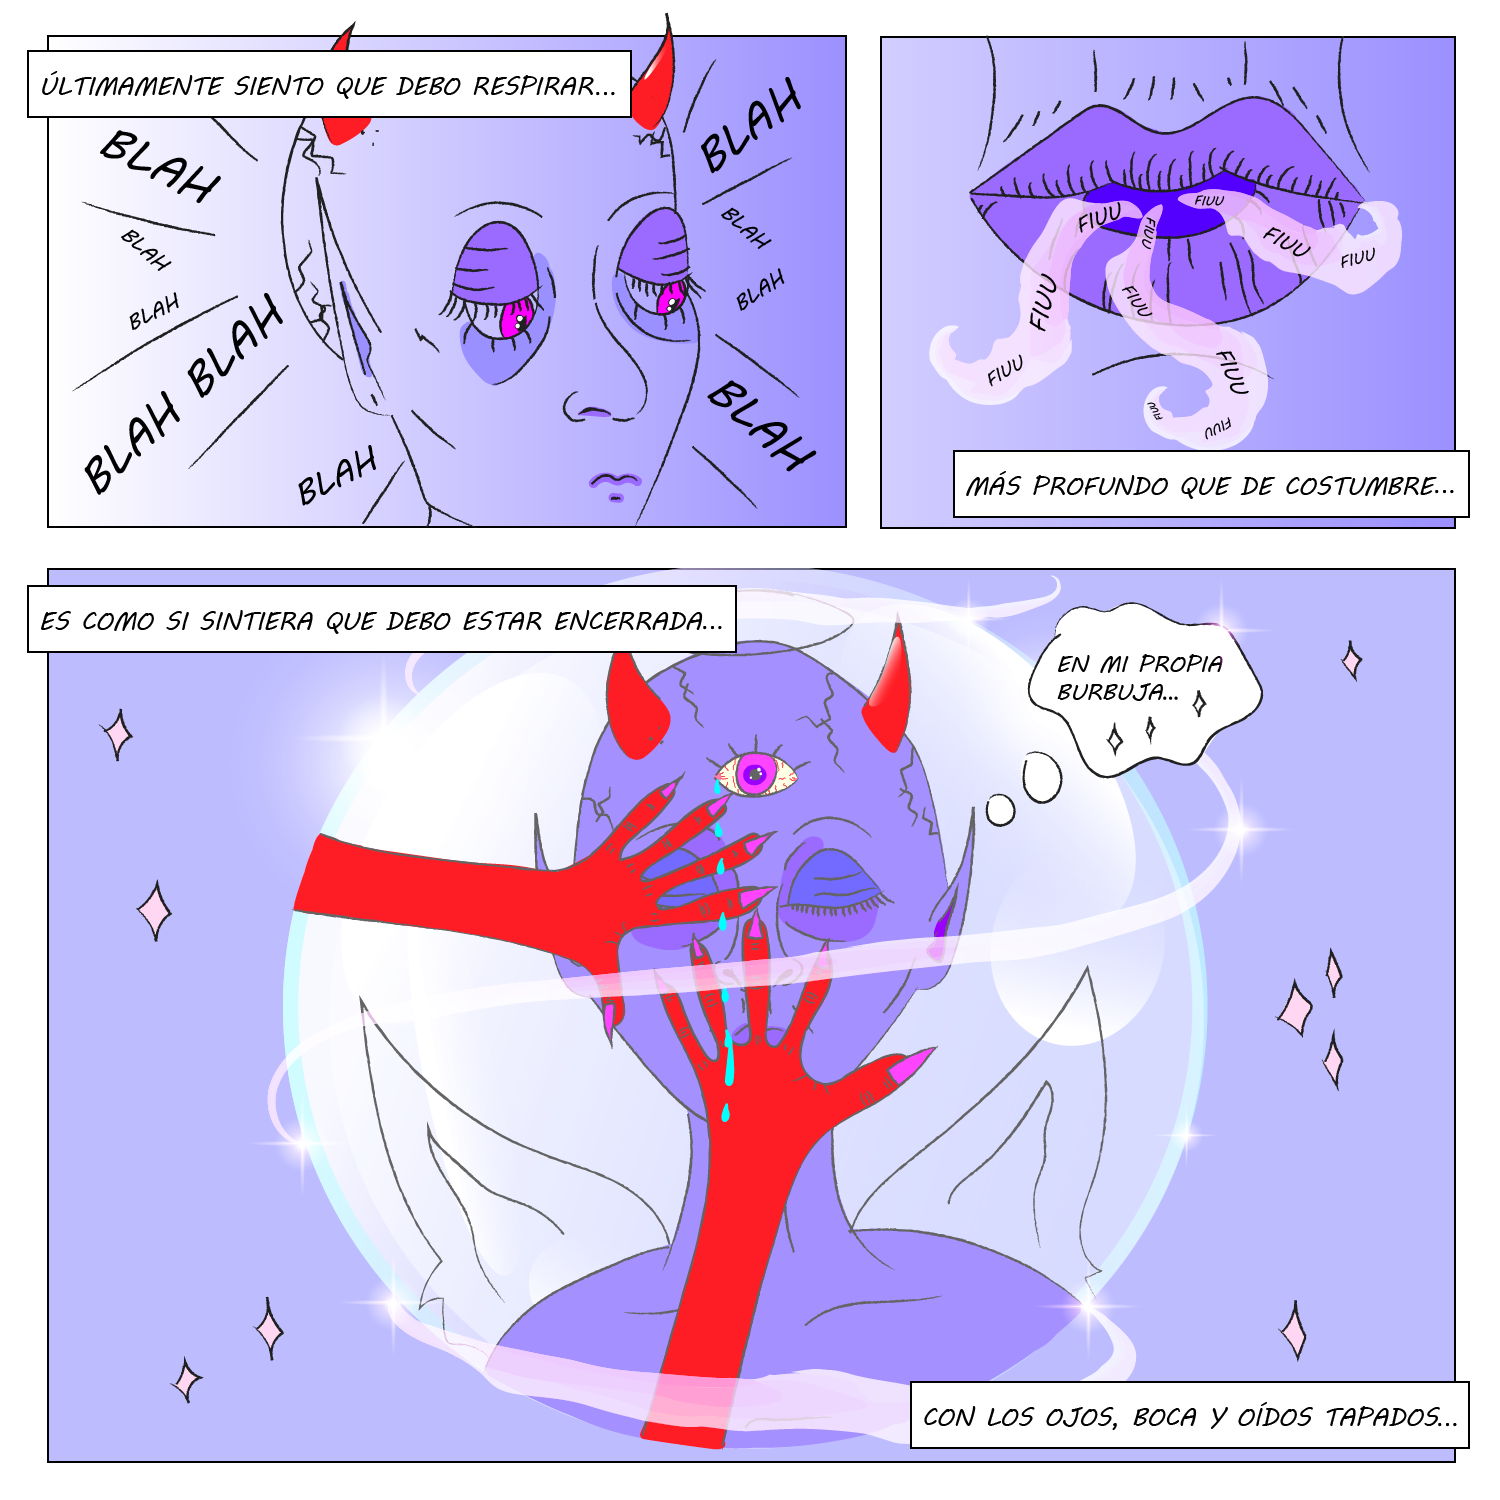 ÚLTIMAMENTE SIENTO QUE DEBO RESPIRAR...
BLAH
BLAH
BLAH
BLAH BLAH
BLAH
BLAH
BLAH
BLAH
BLAH
FIUU
FIUU
FIUU
FIUU
FIUU
FIUU
FIUU
FIUU
FIUU
FIUU
FIUU
MÁS PROFUNDO QUE DE COSTUMBRE...
ES COMO SI SINTIERA QUE DEBO ESTAR ENCERRADA...
EN MI PROPIA
BURBUJA...
CON LOS OJOS, BOCA Y OÍDOS TAPADOS...